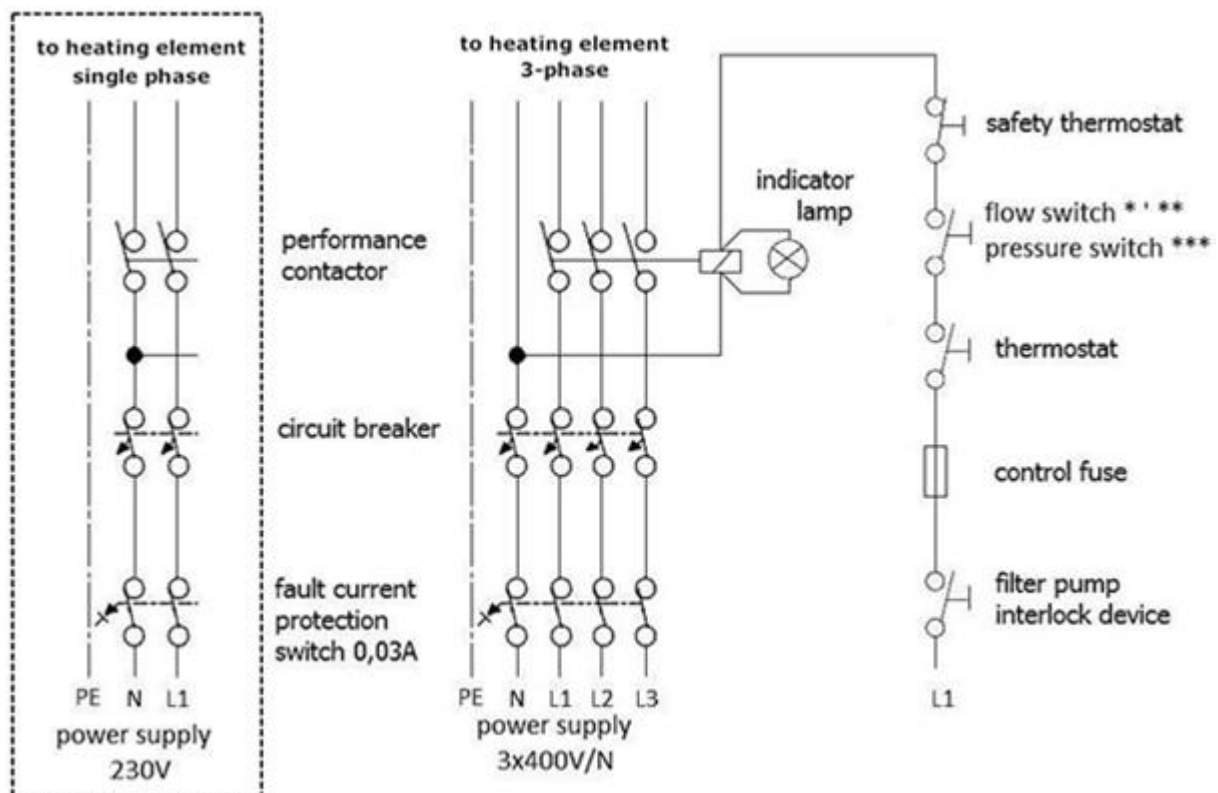 to heating element
single phase
performance
contactor
circuit breaker
fault current
protection
switch 0,03A
PE N L1
power supply
230V
to heating element
3-phase
indicator
lamp
PE N L1 L2 L3
power supply
3x400V/N
safety thermostat
flow switch * ' **
pressure switch ***
thermostat
control fuse
filter pump
interlock device
L1